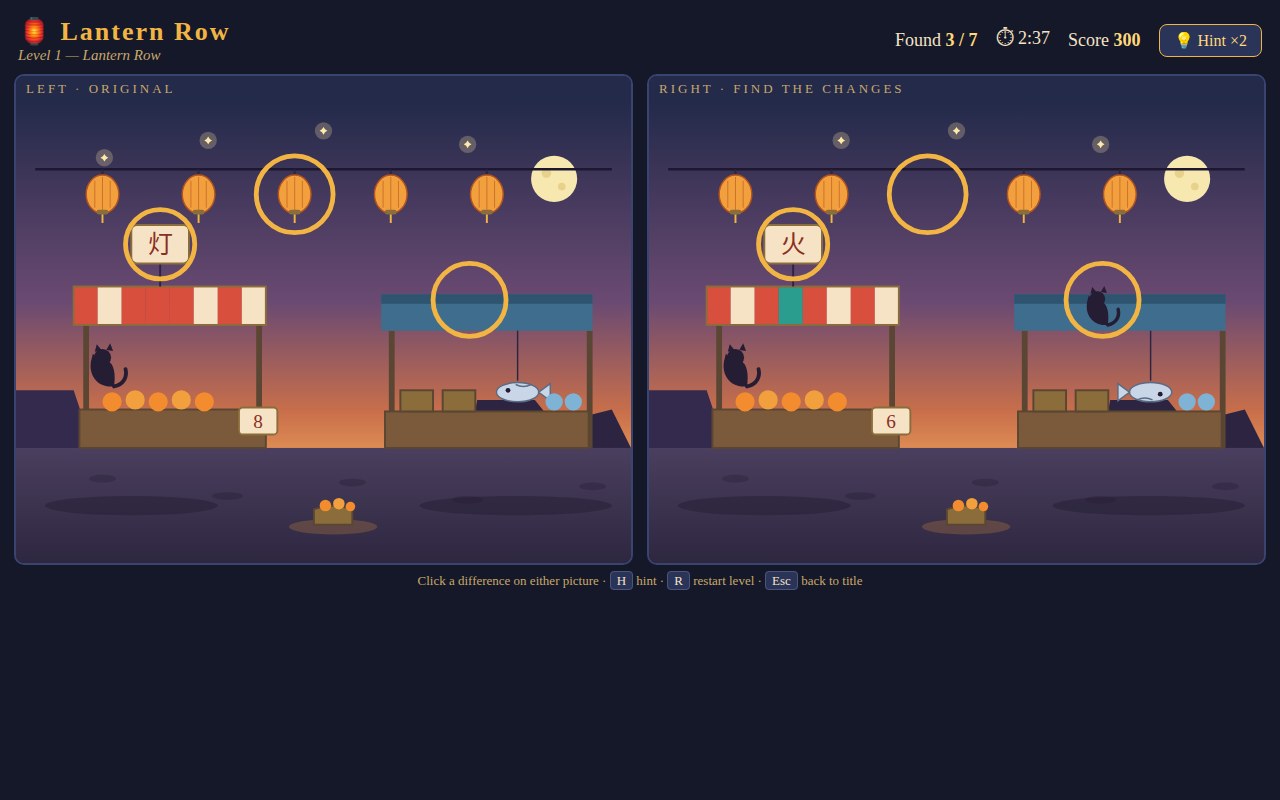 🏮 Lantern Row
Level 1 — Lantern Row
Found 3 / 7
⏱ 2:37
Score 300
💡 Hint ×2
LEFT · ORIGINAL
灯
8
RIGHT · FIND THE CHANGES
火
6
Click a difference on either picture · H hint · R restart level · Esc back to title